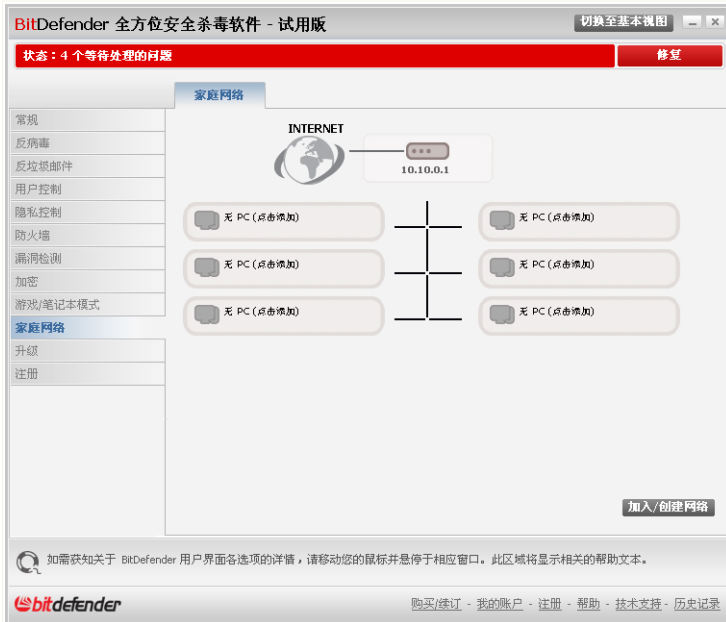 BitDefender 全方位安全杀毒软件 - 试用版
切换至基本视图
状态：4 个等待处理的问题
修复
家庭网络
常规
反病毒
反垃圾邮件
用户控制
隐私控制
防火墙
漏洞检测
加密
游戏/笔记本模式
家庭网络
升级
注册
INTERNET
10.10.0.1
无 PC (点击添加)
无 PC (点击添加)
无 PC (点击添加)
无 PC (点击添加)
无 PC (点击添加)
无 PC (点击添加)
加入/创建网络
如需获知关于 BitDefender 用户界面各选项的详情，请移动您的鼠标并悬停于相应窗口。此区域将显示相关的帮助文本。
bitdefender
购买/续订 - 我的账户 - 注册 - 帮助 - 技术支持 - 历史记录